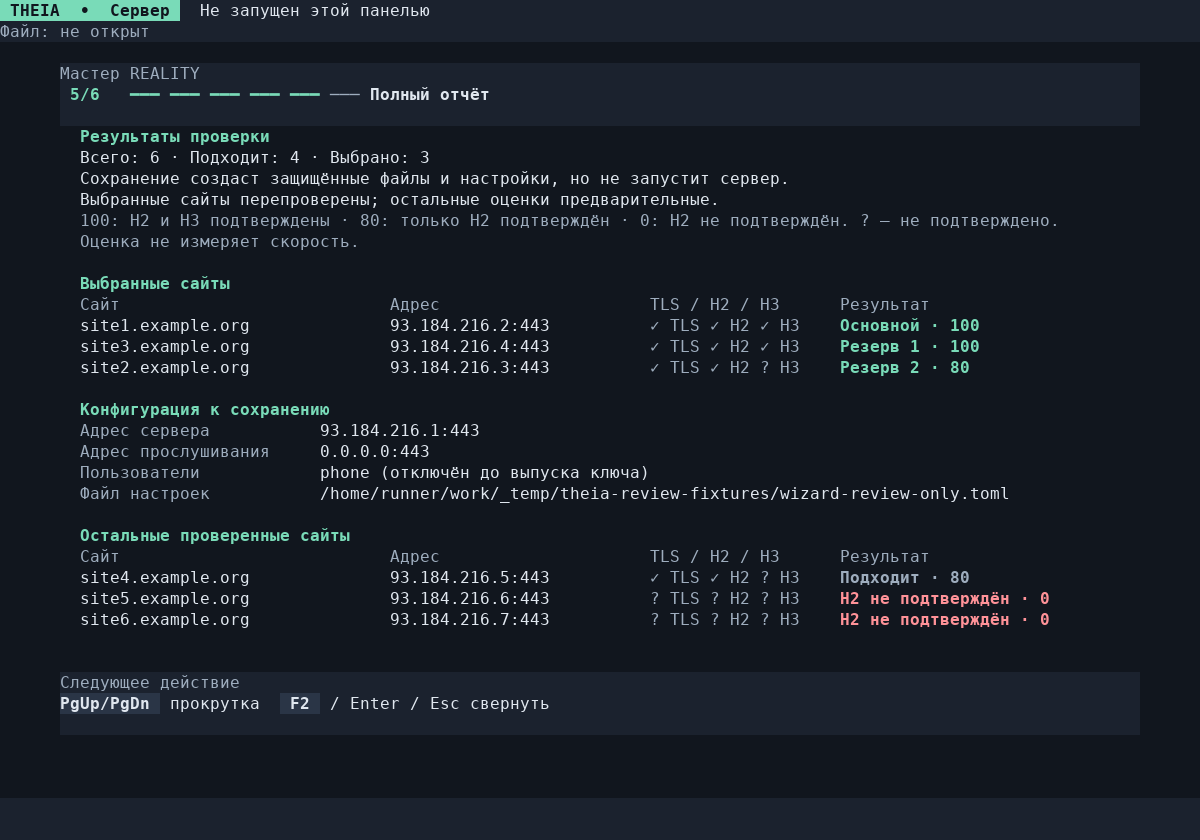 THEIA • Сервер Не запущен этой панелью
Файл: не открыт
Мастер REALITY
5/6 ━━━ ━━━ ━━━ ━━━ ━━━ ─── Полный отчёт
Результаты проверки
Всего: 6 · Подходит: 4 · Выбрано: 3
Сохранение создаст защищённые файлы и настройки, но не запустит сервер.
Выбранные сайты перепроверены; остальные оценки предварительные.
100: H2 и H3 подтверждены · 80: только H2 подтверждён · 0: H2 не подтверждён. ? — не подтверждено.
Оценка не измеряет скорость.
Выбранные сайты
Сайт Адрес TLS / H2 / H3 Результат
site1.example.org 93.184.216.2:443 ✓ TLS ✓ H2 ✓ H3 Основной · 100
site3.example.org 93.184.216.4:443 ✓ TLS ✓ H2 ✓ H3 Резерв 1 · 100
site2.example.org 93.184.216.3:443 ✓ TLS ✓ H2 ? H3 Резерв 2 · 80
Конфигурация к сохранению
Адрес сервера 93.184.216.1:443
Адрес прослушивания 0.0.0.0:443
Пользователи phone (отключён до выпуска ключа)
Файл настроек /home/runner/work/_temp/theia-review-fixtures/wizard-review-only.toml
Остальные проверенные сайты
Сайт Адрес TLS / H2 / H3 Результат
site4.example.org 93.184.216.5:443 ✓ TLS ✓ H2 ? H3 Подходит · 80
site5.example.org 93.184.216.6:443 ? TLS ? H2 ? H3 H2 не подтверждён · 0
site6.example.org 93.184.216.7:443 ? TLS ? H2 ? H3 H2 не подтверждён · 0
Следующее действие
PgUp/PgDn прокрутка F2 / Enter / Esc свернуть